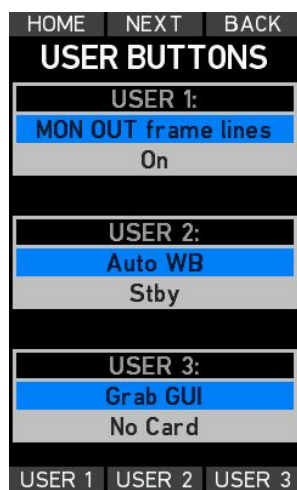 HOME NEXT BACK
USER BUTTONS
USER 1:
MON OUT frame lines
On
USER 2:
Auto WB
Stby
USER 3:
Grab GUI
No Card
USER 1 USER 2 USER 3